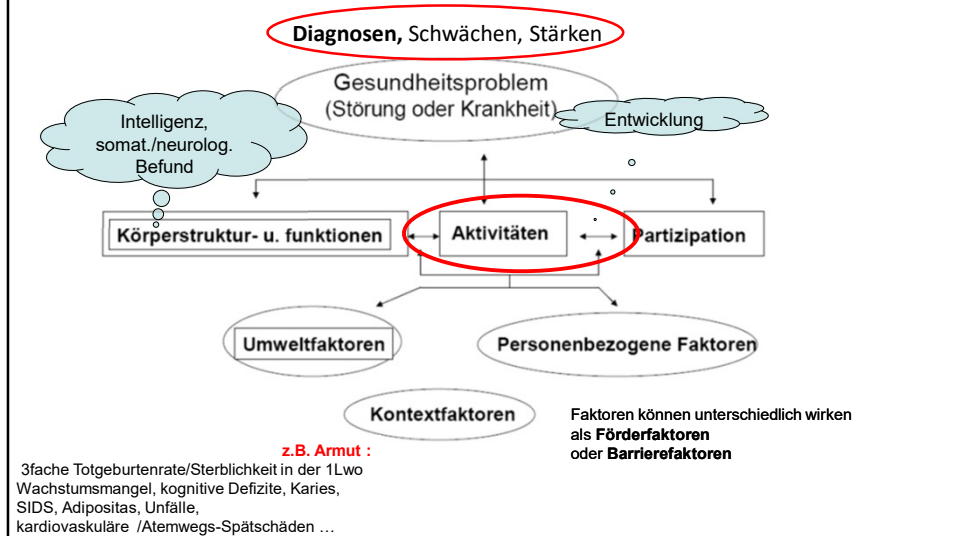 Diagnosen, Schwächen, Stärken
Gesundheitsproblem
(Störung oder Krankheit)
Intelligenz,
somat./neurolog.
Befund
Entwicklung
Körperstruktur- u. funktionen
Aktivitäten
Partizipation
Umweltfaktoren
Personenbezogene Faktoren
Kontextfaktoren
Faktoren können unterschiedlich wirken
als Förderfaktoren
oder Barrierefaktoren
z.B. Armut :
3fache Totgeburtenrate/Sterblichkeit in der 1Lwo
Wachstumsmangel, kognitive Defizite, Karies,
SIDS, Adipositas, Unfälle,
kardiovaskuläre /Atemwegs-Spätschäden …